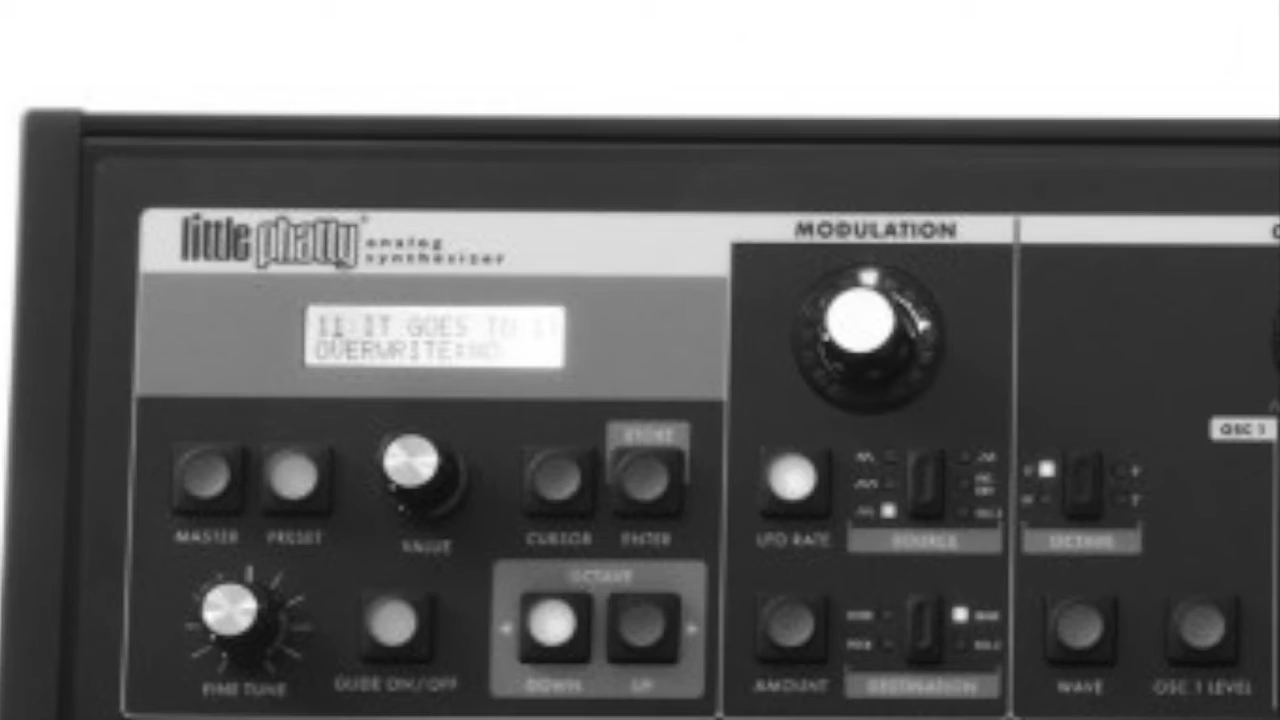 little phatty
analog
synthesizer
MODULATION
11:IT GOES TO 11
OVERWRITE:NO
OSC 1
STORE
MASTER
PRESET
VALUE
CURSOR
ENTER
LFO RATE
SOURCE
OCTAVE
OCTAVE
FINE TUNE
GLIDE ON/OFF
DOWN
UP
AMOUNT
DESTINATION
WAVE
OSC 1 LEVEL